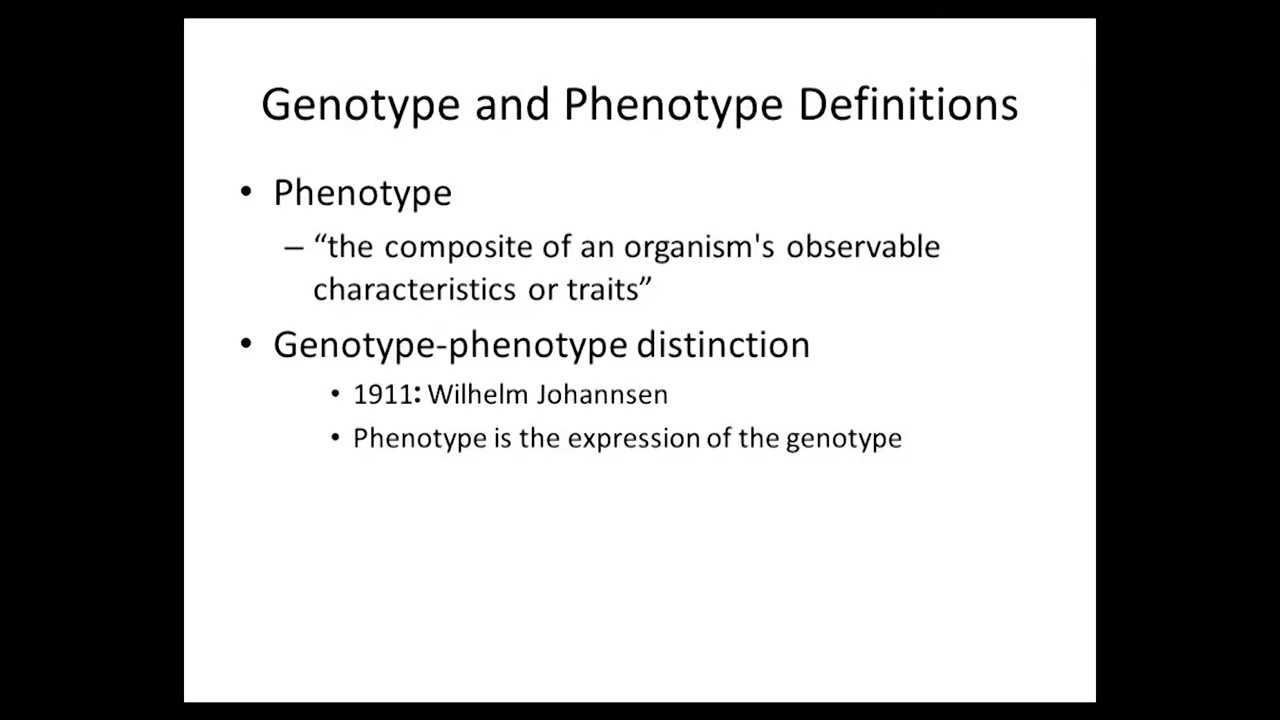 Genotype and Phenotype Definitions
• Phenotype
– “the composite of an organism's observable
characteristics or traits”
• Genotype-phenotype distinction
• 1911: Wilhelm Johannsen
• Phenotype is the expression of the genotype